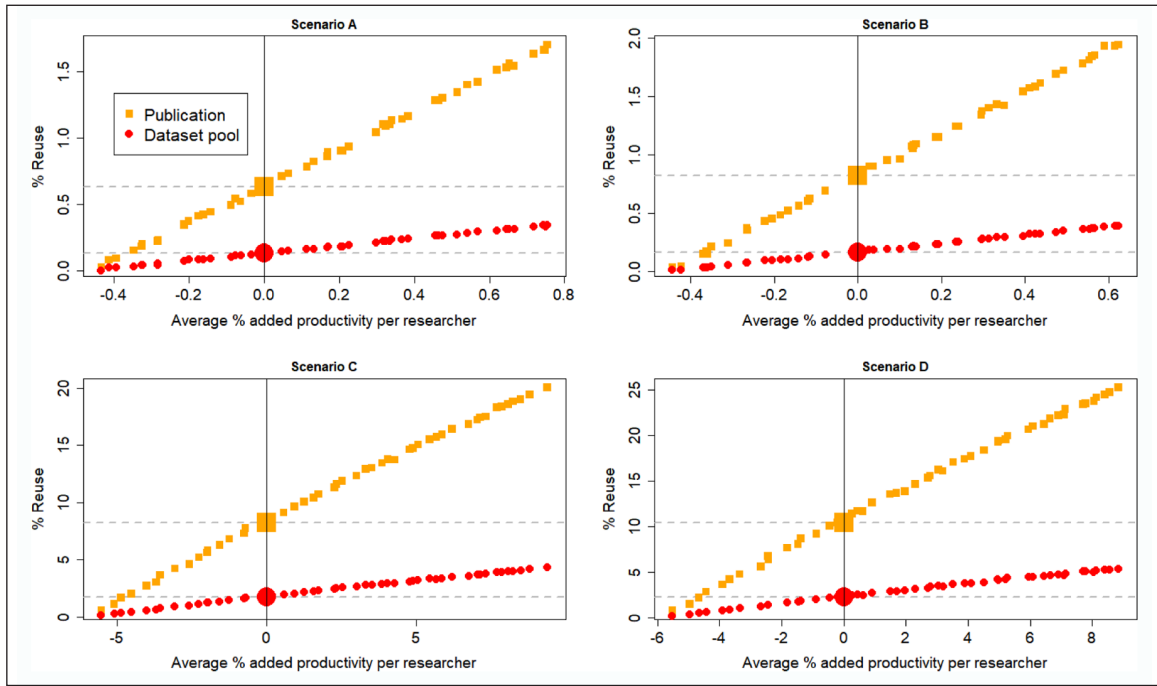 Scenario A
% Reuse
1.5
1.0
0.5
0.0
Publication
Dataset pool
-0.4 -0.2 0.0 0.2 0.4 0.6 0.8
Average % added productivity per researcher
Scenario B
% Reuse
2.0
1.5
1.0
0.5
0.0
-0.4 -0.2 0.0 0.2 0.4 0.6
Average % added productivity per researcher
Scenario C
% Reuse
20
15
10
5
0
-5 0 5
Average % added productivity per researcher
Scenario D
% Reuse
25
20
15
10
5
0
-6 -4 -2 0 2 4 6 8
Average % added productivity per researcher